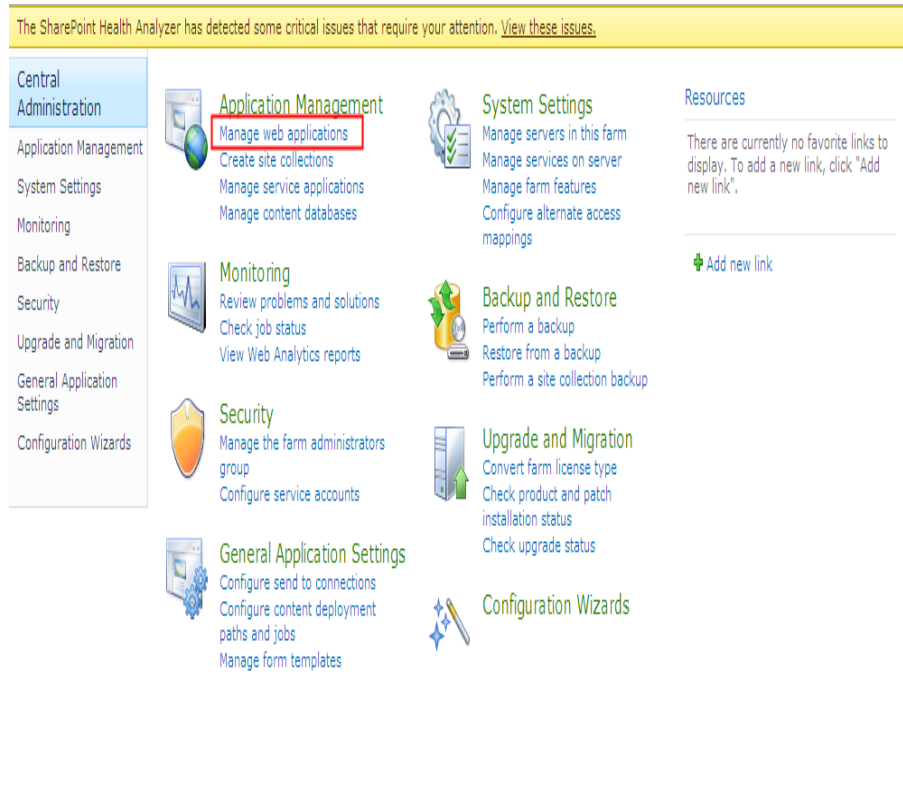 The SharePoint Health Analyzer has detected some critical issues that require your attention. View these issues.
Central
Administration
Application Management
System Settings
Monitoring
Backup and Restore
Security
Upgrade and Migration
General Application
Settings
Configuration Wizards
Application Management
Manage web applications
Create site collections
Manage service applications
Manage content databases
Monitoring
Review problems and solutions
Check job status
View Web Analytics reports
Security
Manage the farm administrators
group
Configure service accounts
General Application Settings
Configure send to connections
Configure content deployment
paths and jobs
Manage form templates
System Settings
Manage servers in this farm
Manage services on server
Manage farm features
Configure alternate access
mappings
Backup and Restore
Perform a backup
Restore from a backup
Perform a site collection backup
Upgrade and Migration
Convert farm license type
Check product and patch
installation status
Check upgrade status
Configuration Wizards
Resources
There are currently no favorite links to
display. To add a new link, click "Add
new link".
Add new link